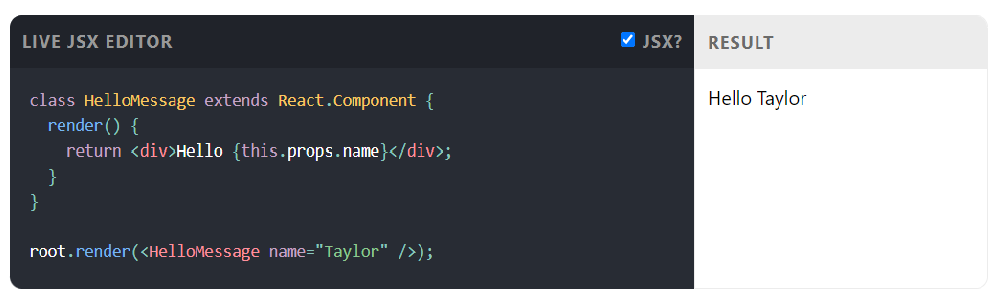 LIVE JSX EDITOR JSX? RESULT
class HelloMessage extends React.Component {
  render() {
    return <div>Hello {this.props.name}</div>;
  }
}
root.render(<HelloMessage name="Taylor" />);
Hello Taylor